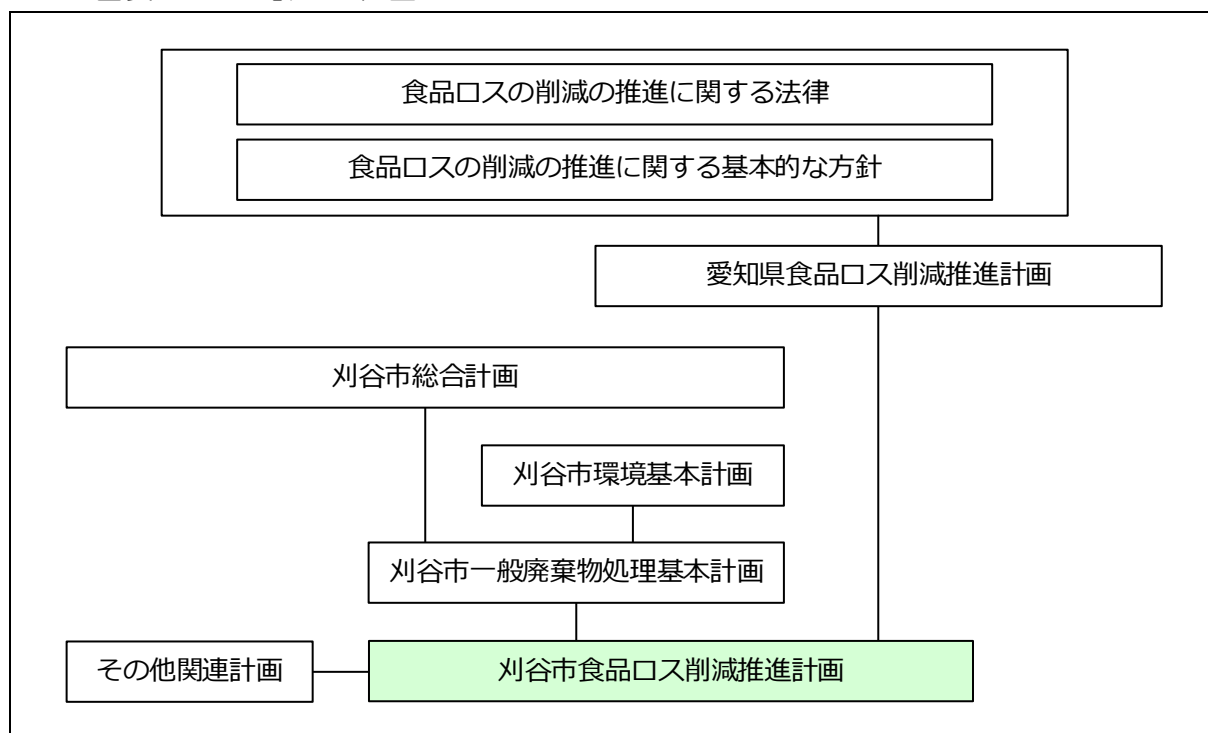 食品ロスの削減の推進に関する法律
食品ロスの削減の推進に関する基本的な方針
愛知県食品ロス削減推進計画
刈谷市総合計画
刈谷市環境基本計画
刈谷市一般廃棄物処理基本計画
その他関連計画
刈谷市食品ロス削減推進計画